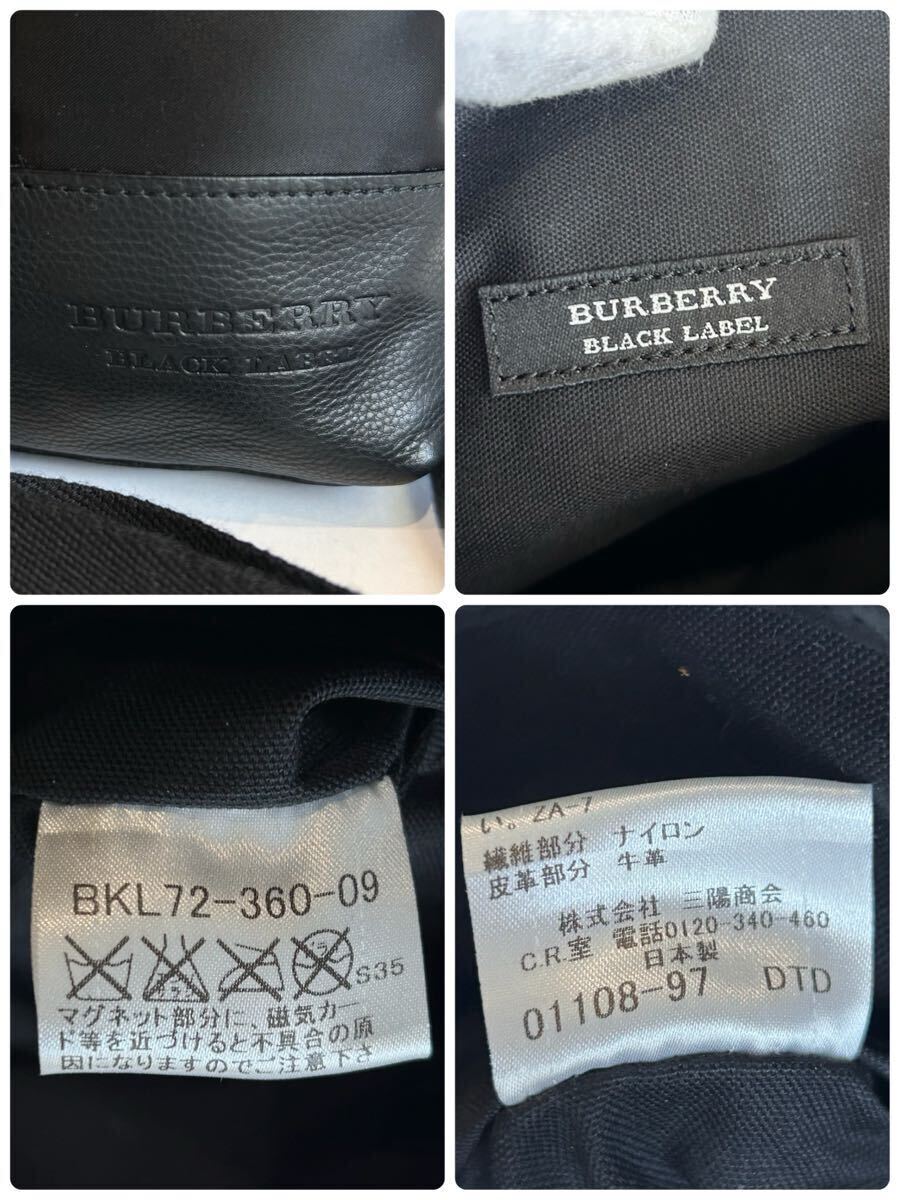 BURBERRY
BLACK LABEL
BURBERRY
BLACK LABEL
BKL72-360-09
S35
マグネット部分に、磁気カー
ド等を近づけると不具合の原
因になりますのでご注意下さ
い。ZA-7
繊維部分 ナイロン
皮革部分 牛革
株式会社 三陽商会
C.R.室 電話0120-340-460
日本製
01108-97 DTD